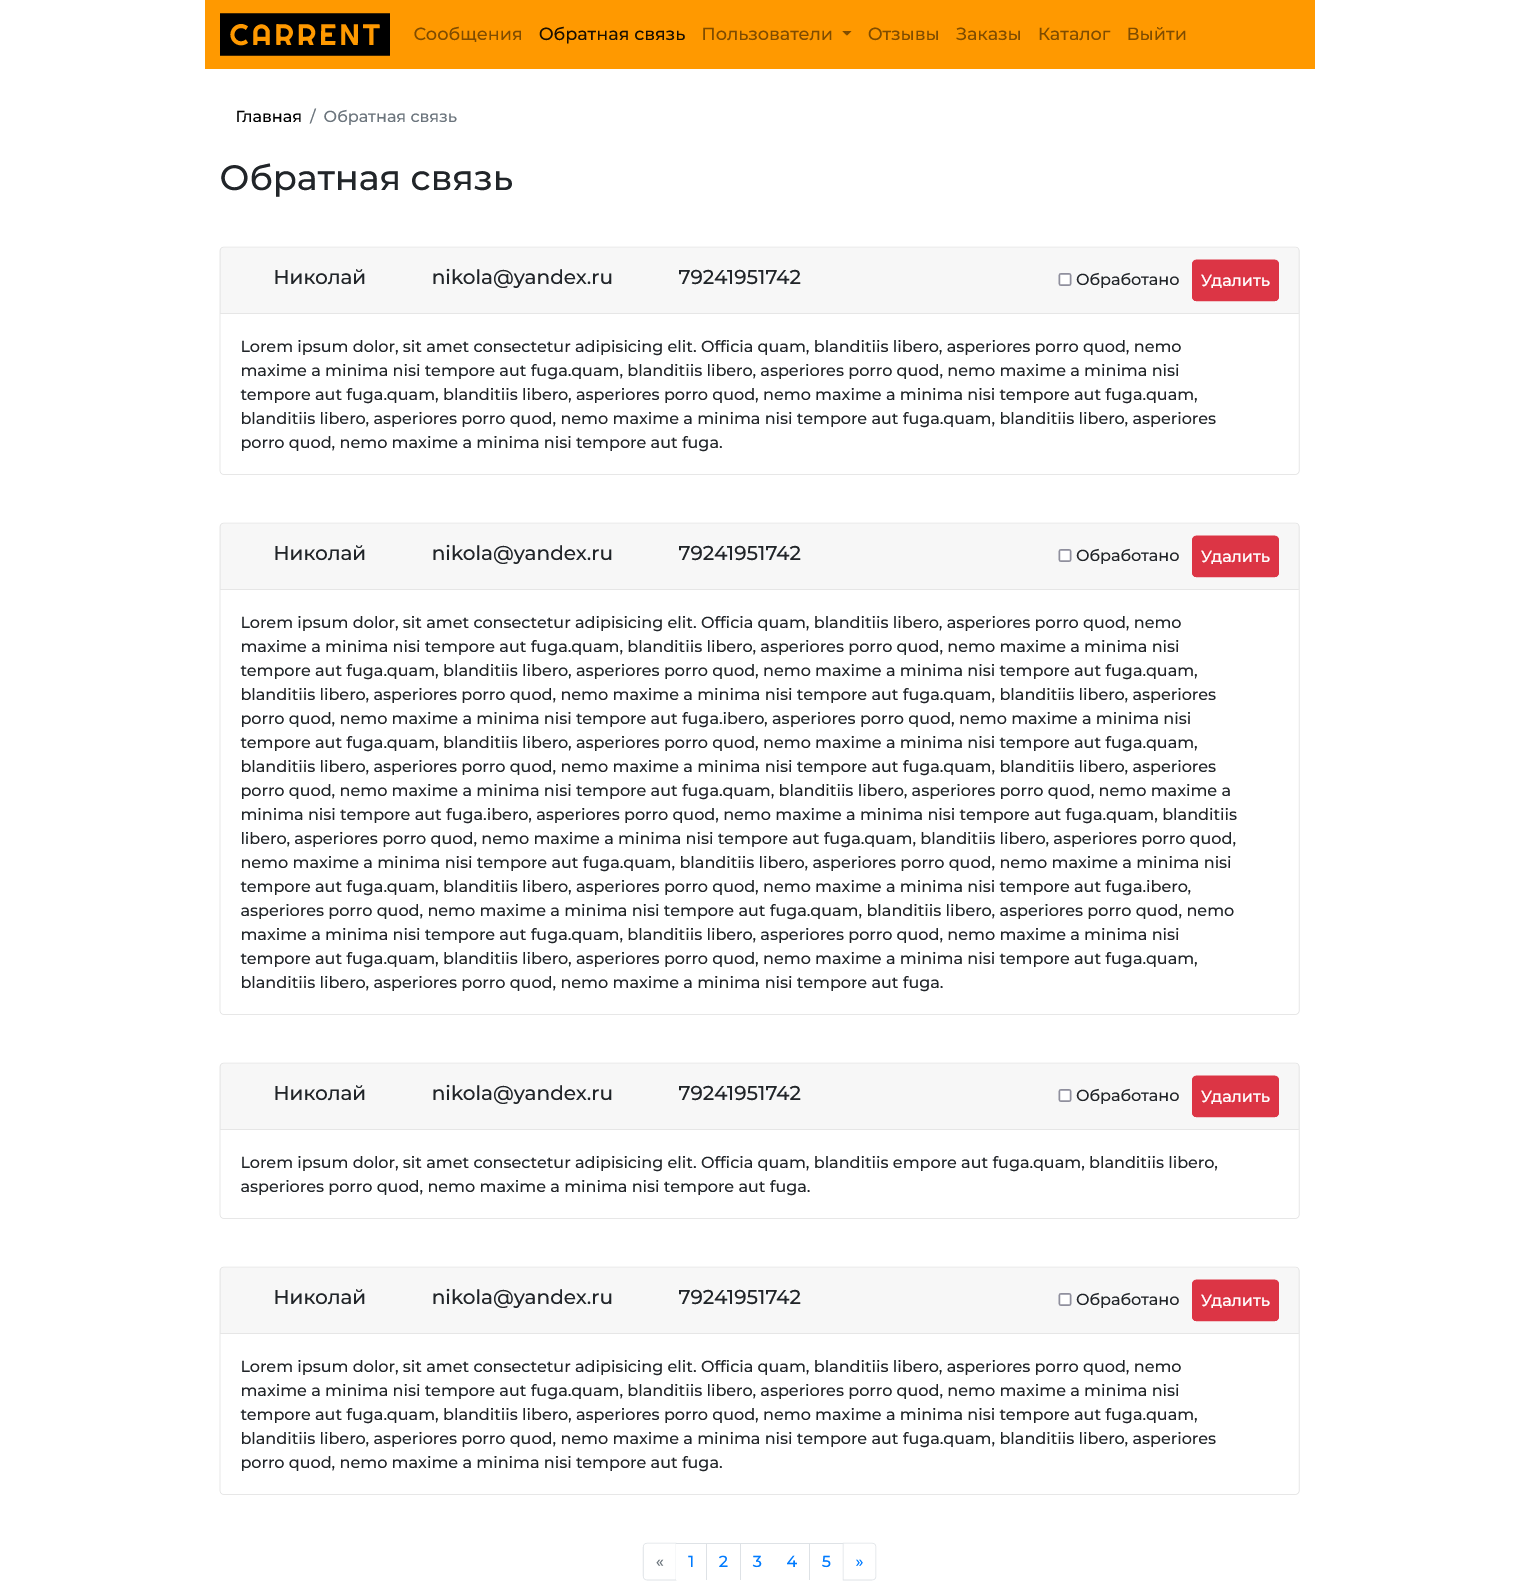 CARRENT Сообщения Обратная связь Пользователи Отзывы Заказы Каталог Выйти
Главная / Обратная связь
Обратная связь
Николай nikola@yandex.ru 79241951742 Обработано Удалить
Lorem ipsum dolor, sit amet consectetur adipisicing elit. Officia quam, blanditiis libero, asperiores porro quod, nemo
maxime a minima nisi tempore aut fuga.quam, blanditiis libero, asperiores porro quod, nemo maxime a minima nisi
tempore aut fuga.quam, blanditiis libero, asperiores porro quod, nemo maxime a minima nisi tempore aut fuga.quam,
blanditiis libero, asperiores porro quod, nemo maxime a minima nisi tempore aut fuga.quam, blanditiis libero, asperiores
porro quod, nemo maxime a minima nisi tempore aut fuga.
Николай nikola@yandex.ru 79241951742 Обработано Удалить
Lorem ipsum dolor, sit amet consectetur adipisicing elit. Officia quam, blanditiis libero, asperiores porro quod, nemo
maxime a minima nisi tempore aut fuga.quam, blanditiis libero, asperiores porro quod, nemo maxime a minima nisi
tempore aut fuga.quam, blanditiis libero, asperiores porro quod, nemo maxime a minima nisi tempore aut fuga.quam,
blanditiis libero, asperiores porro quod, nemo maxime a minima nisi tempore aut fuga.quam, blanditiis libero, asperiores
porro quod, nemo maxime a minima nisi tempore aut fuga.ibero, asperiores porro quod, nemo maxime a minima nisi
tempore aut fuga.quam, blanditiis libero, asperiores porro quod, nemo maxime a minima nisi tempore aut fuga.quam,
blanditiis libero, asperiores porro quod, nemo maxime a minima nisi tempore aut fuga.quam, blanditiis libero, asperiores
porro quod, nemo maxime a minima nisi tempore aut fuga.quam, blanditiis libero, asperiores porro quod, nemo maxime a
minima nisi tempore aut fuga.ibero, asperiores porro quod, nemo maxime a minima nisi tempore aut fuga.quam, blanditiis
libero, asperiores porro quod, nemo maxime a minima nisi tempore aut fuga.quam, blanditiis libero, asperiores porro quod,
nemo maxime a minima nisi tempore aut fuga.quam, blanditiis libero, asperiores porro quod, nemo maxime a minima nisi
tempore aut fuga.quam, blanditiis libero, asperiores porro quod, nemo maxime a minima nisi tempore aut fuga.ibero,
asperiores porro quod, nemo maxime a minima nisi tempore aut fuga.quam, blanditiis libero, asperiores porro quod, nemo
maxime a minima nisi tempore aut fuga.quam, blanditiis libero, asperiores porro quod, nemo maxime a minima nisi
tempore aut fuga.quam, blanditiis libero, asperiores porro quod, nemo maxime a minima nisi tempore aut fuga.quam,
blanditiis libero, asperiores porro quod, nemo maxime a minima nisi tempore aut fuga.
Николай nikola@yandex.ru 79241951742 Обработано Удалить
Lorem ipsum dolor, sit amet consectetur adipisicing elit. Officia quam, blanditiis empore aut fuga.quam, blanditiis libero,
asperiores porro quod, nemo maxime a minima nisi tempore aut fuga.
Николай nikola@yandex.ru 79241951742 Обработано Удалить
Lorem ipsum dolor, sit amet consectetur adipisicing elit. Officia quam, blanditiis libero, asperiores porro quod, nemo
maxime a minima nisi tempore aut fuga.quam, blanditiis libero, asperiores porro quod, nemo maxime a minima nisi
tempore aut fuga.quam, blanditiis libero, asperiores porro quod, nemo maxime a minima nisi tempore aut fuga.quam,
blanditiis libero, asperiores porro quod, nemo maxime a minima nisi tempore aut fuga.quam, blanditiis libero, asperiores
porro quod, nemo maxime a minima nisi tempore aut fuga.
« 1 2 3 4 5 »